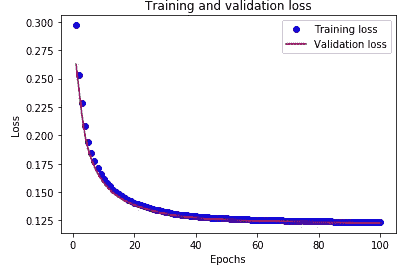 Training and validation loss
Training loss
Validation loss
0.300
0.275
0.250
0.225
0.200
0.175
0.150
0.125
Loss
0
20
40
60
80
100
Epochs